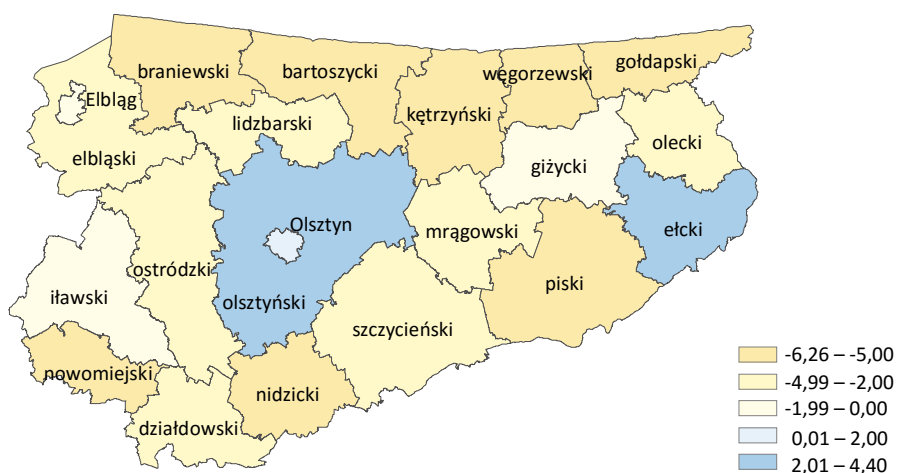 braniewski
bartoszycki
węgorzewski
gołdapski
Elbląg
kętrzyński
lidzbarski
elbląski
olecki
giżycki
Olsztyn
ełcki
mrągowski
ostródzki
piski
iławski
olsztyński
szczycieński
nowomiejski
nidzicki
działdowski
-6,26 – -5,00
-4,99 – -2,00
-1,99 – 0,00
0,01 – 2,00
2,01 – 4,40